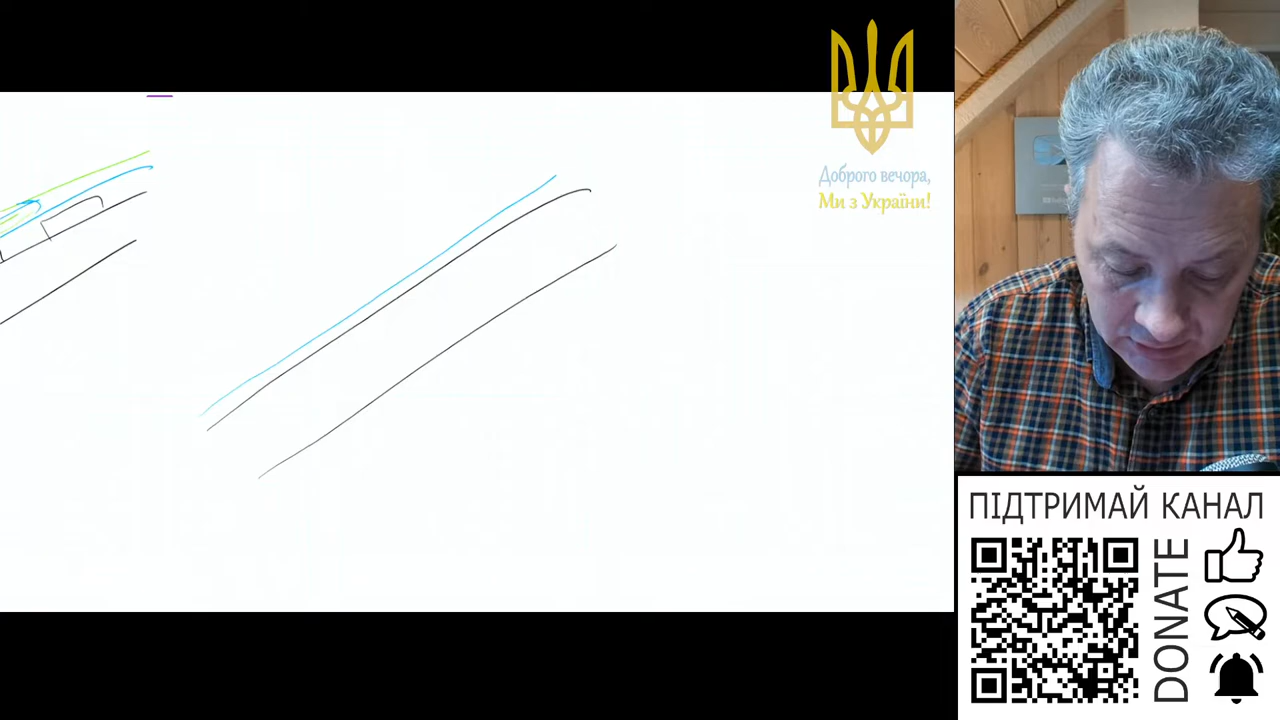 Доброго вечора,
Ми з України!
ПІДТРИМАЙ КАНАЛ
DONATE